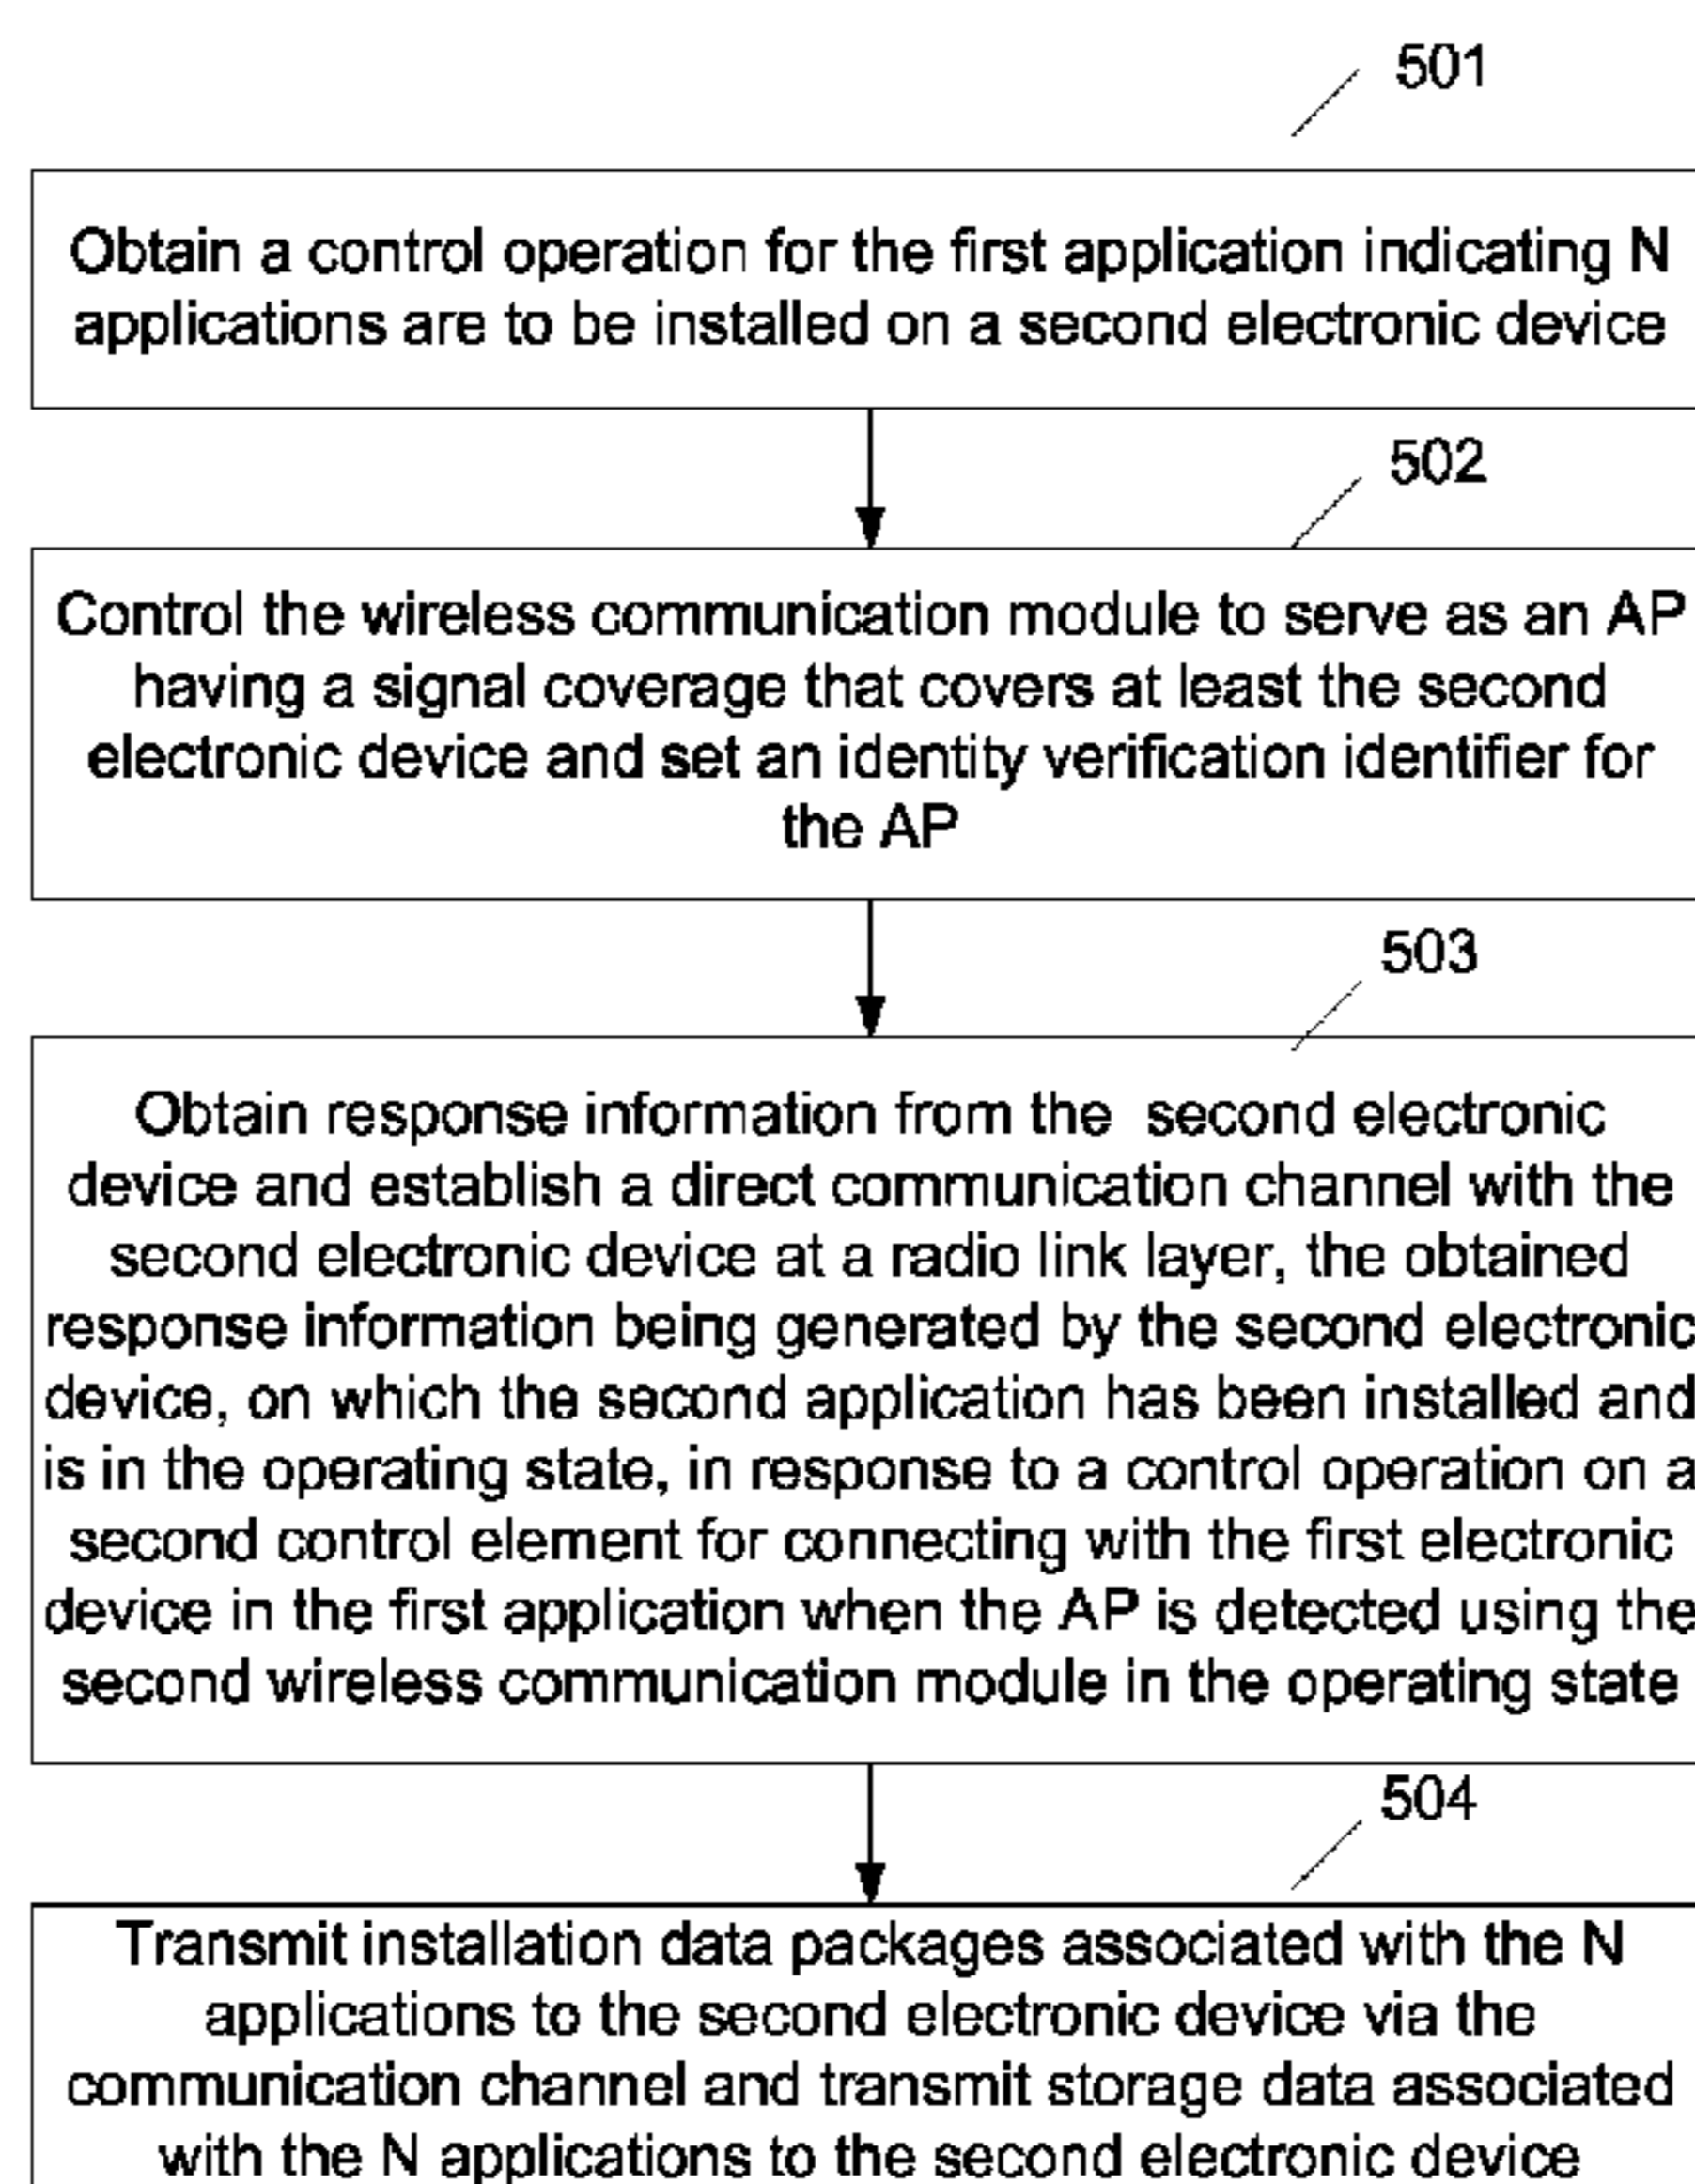 501
Obtain a control operation for the first application indicating N
applications are to be installed on a second electronic device
502
Control the wireless communication module to serve as an AP
having a signal coverage that covers at least the second
electronic device and set an identity verification identifier for
the AP
503
Obtain response information from the second electronic
device and establish a direct communication channel with the
second electronic device at a radio link layer, the obtained
response information being generated by the second electronic
device, on which the second application has been installed and
is in the operating state, in response to a control operation on a
second control element for connecting with the first electronic
device in the first application when the AP is detected using the
second wireless communication module in the operating state
504
Transmit installation data packages associated with the N
applications to the second electronic device via the
communication channel and transmit storage data associated
with the N applications to the second electronic device